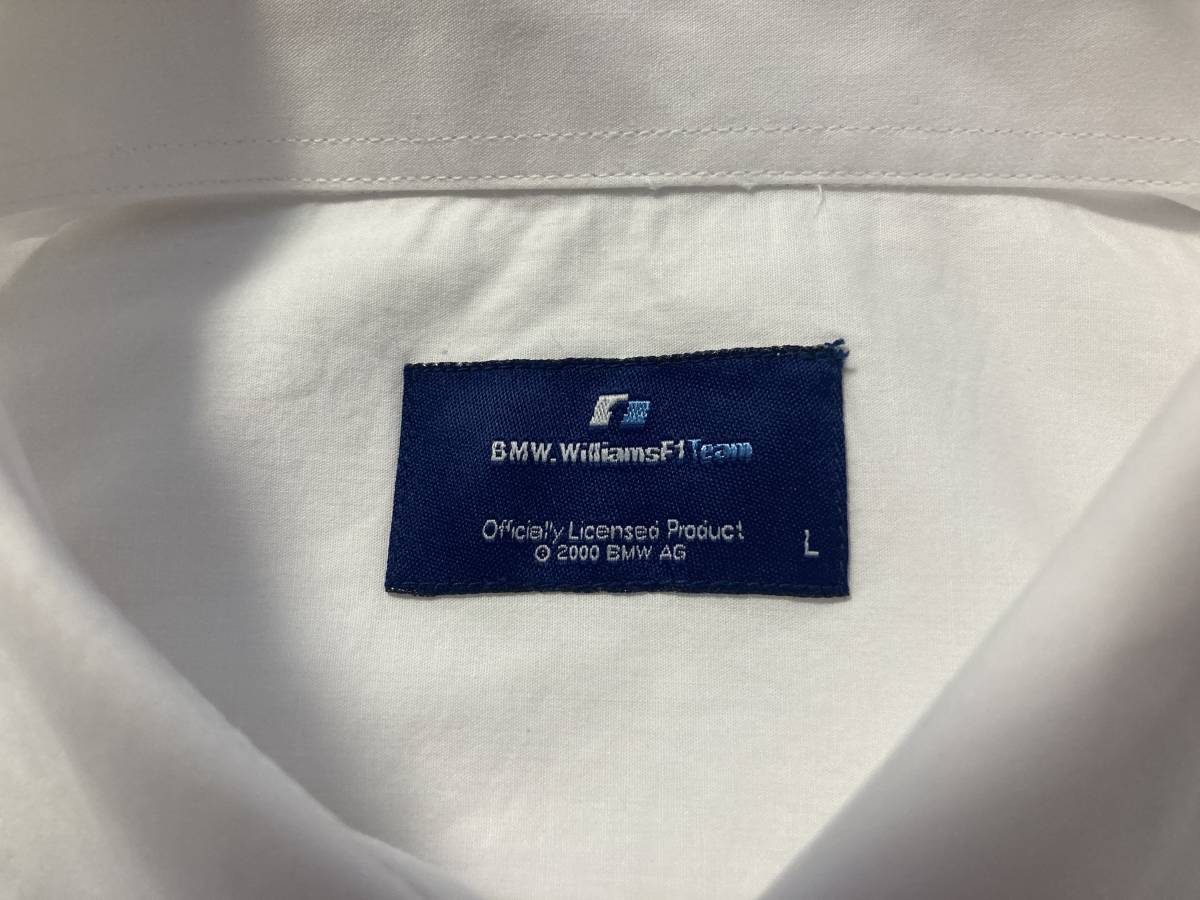 BMW.WilliamsF1Team
Officially Licensed Product
© 2000 BMW AG
L